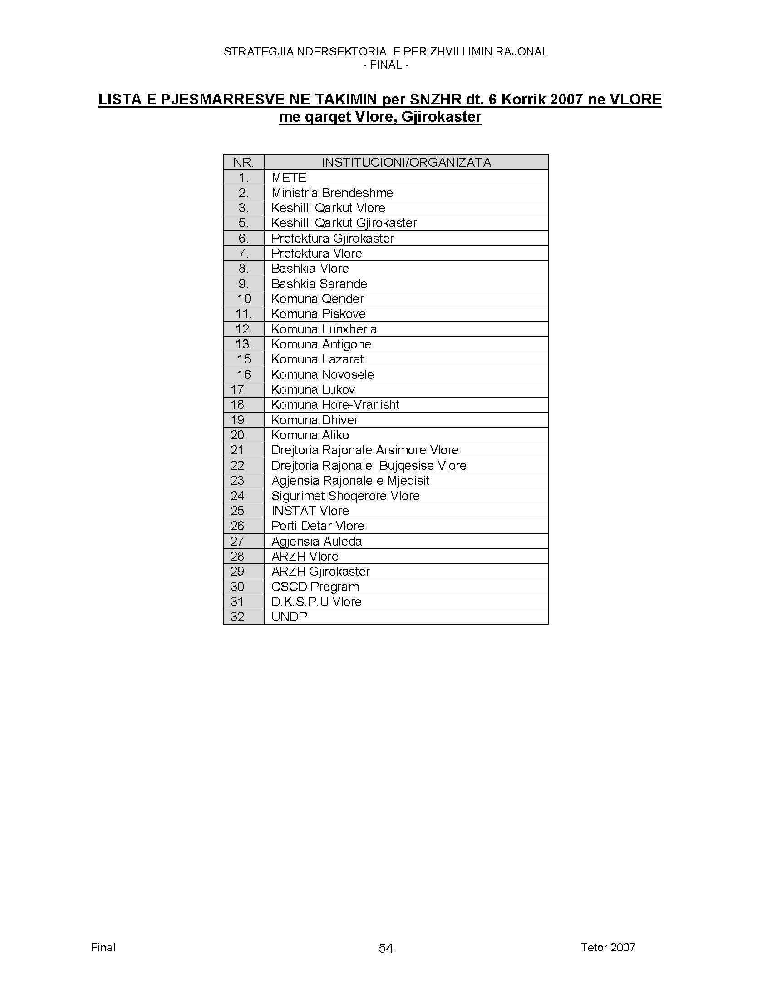 STRATEGJIA NDERSEKTORIALE PER ZHVILLIMIN RAJONAL
- FINAL -
LISTA E PJESMARRESVE NE TAKIMIN per SNZHR dt. 6 Korrik 2007 ne VLORE
me qarqet Vlore, Gjirokaster
NR. INSTITUCIONI/ORGANIZATA
1. METE
2. Ministria Brendeshme
3. Keshilli Qarkut Vlore
5. Keshilli Qarkut Gjirokaster
6. Prefektura Gjirokaster
7. Prefektura Vlore
8. Bashkia Vlore
9. Bashkia Sarande
10 Komuna Qender
11. Komuna Piskove
12. Komuna Lunxheria
13. Komuna Antigone
15 Komuna Lazarat
16 Komuna Novosele
17. Komuna Lukov
18. Komuna Hore-Vranisht
19. Komuna Dhiver
20. Komuna Aliko
21 Drejtoria Rajonale Arsimore Vlore
22 Drejtoria Rajonale  Bujqesise Vlore
23 Agjensia Rajonale e Mjedisit
24 Sigurimet Shoqerore Vlore
25 INSTAT Vlore
26 Porti Detar Vlore
27 Agjensia Auleda
28 ARZH Vlore
29 ARZH Gjirokaster
30 CSCD Program
31 D.K.S.P.U Vlore
32 UNDP
Final 54 Tetor 2007